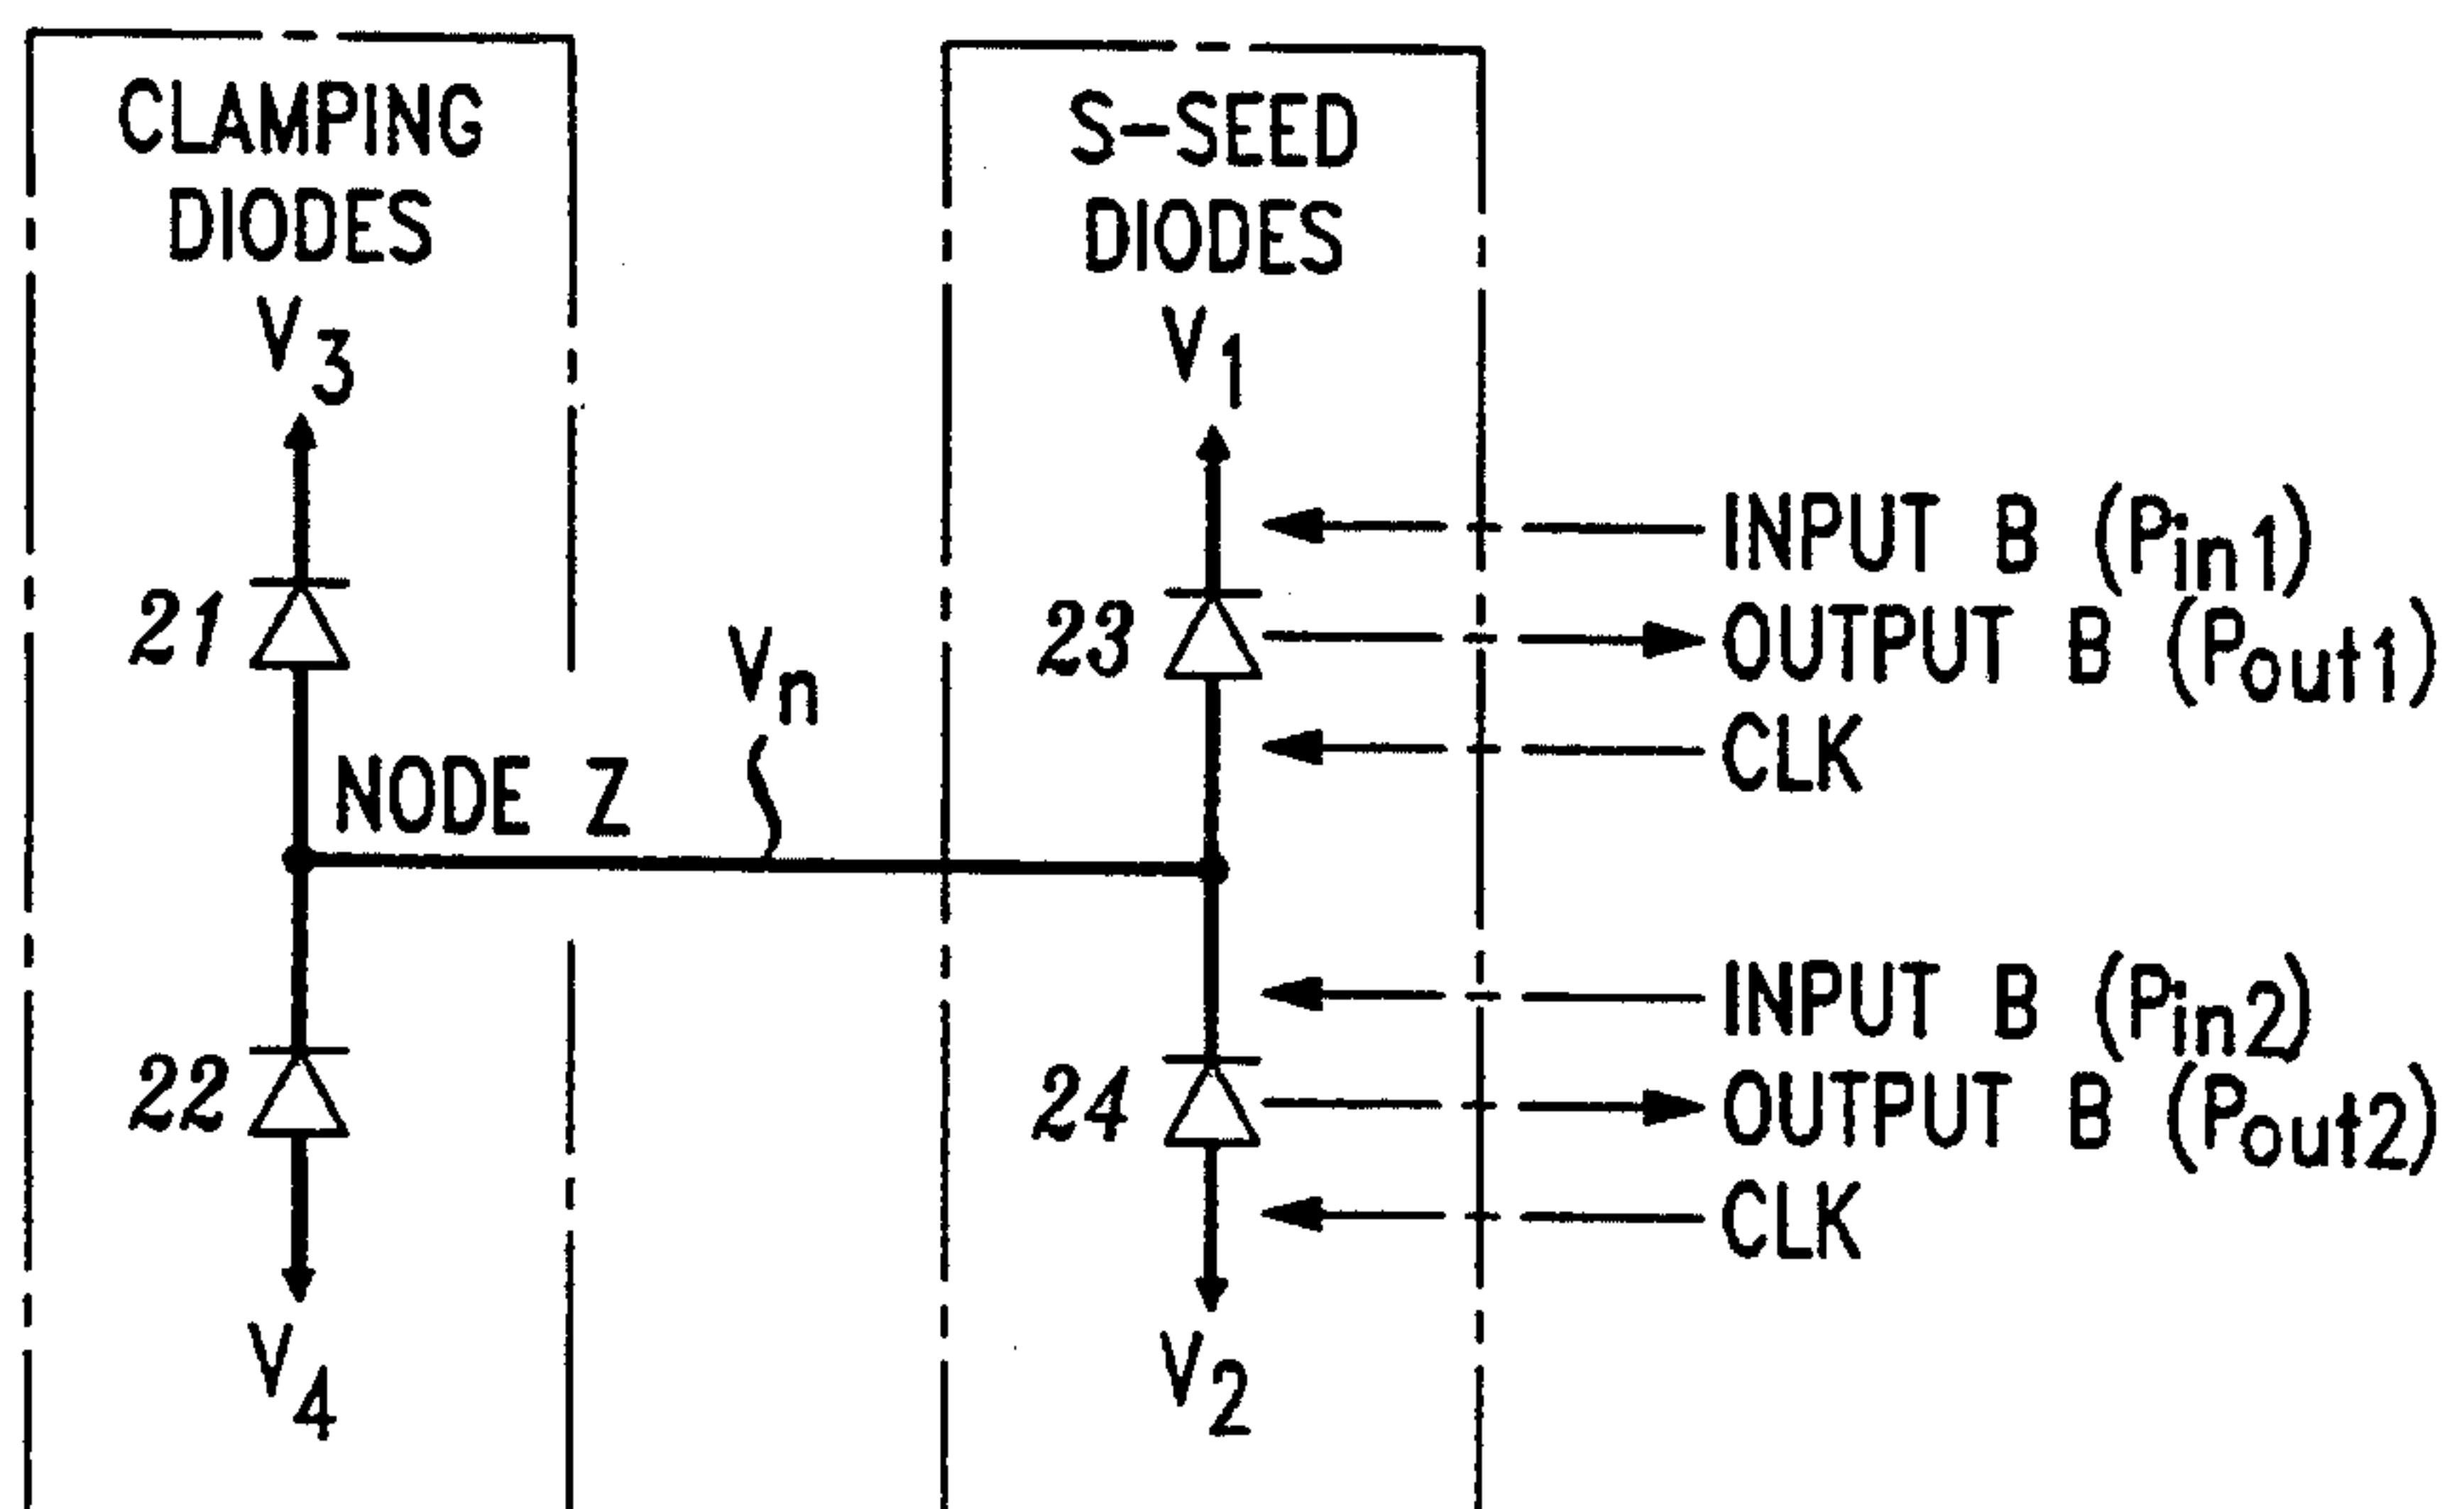 CLAMPING
DIODES
V3
21
NODE Z
Vn
22
V4
S-SEED
DIODES
V1
23
24
V2
INPUT B (Pin1)
OUTPUT B (Pout1)
CLK
INPUT B (Pin2)
OUTPUT B (Pout2)
CLK